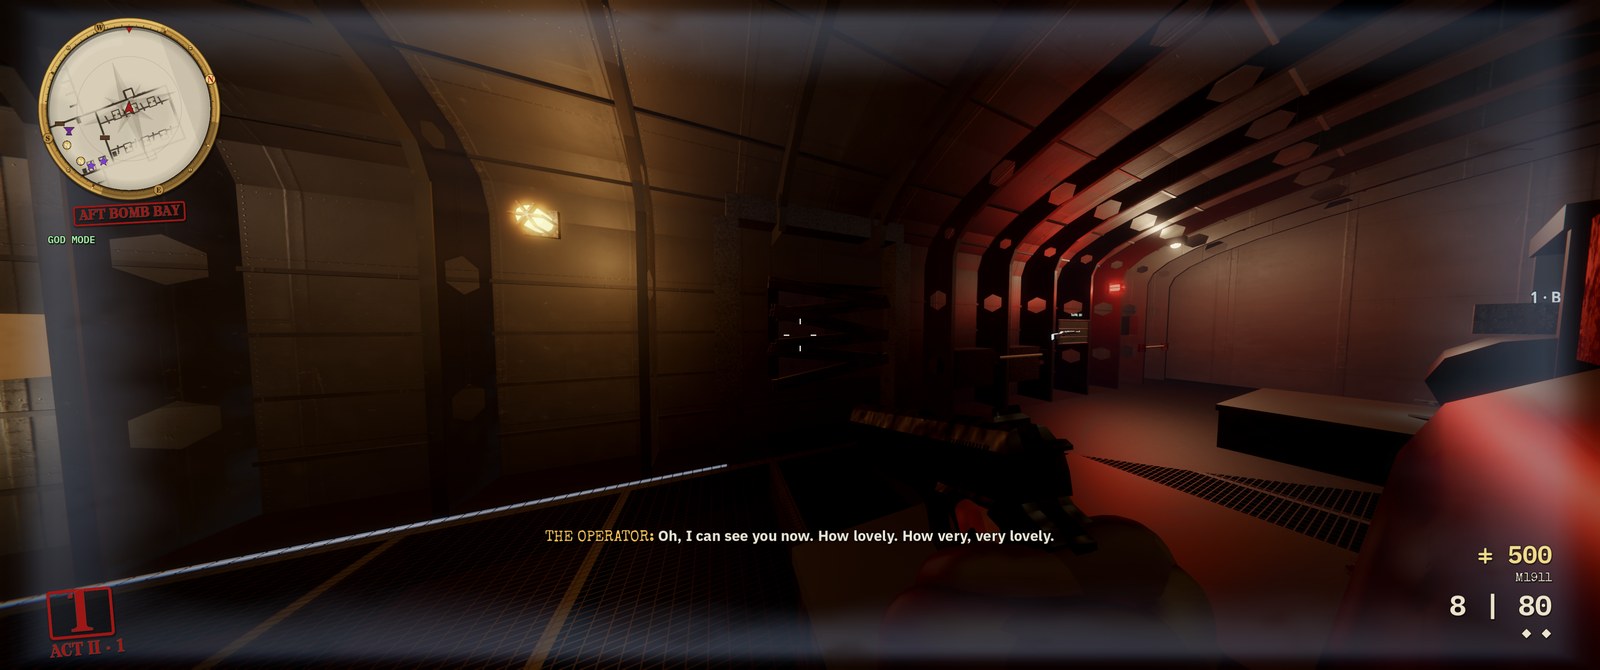 W
N
S
E
AFT BOMB BAY
GOD MODE
1 · B
THE OPERATOR: Oh, I can see you now. How lovely. How very, very lovely.
500
M1911
8 | 80
1
ACT II - 1